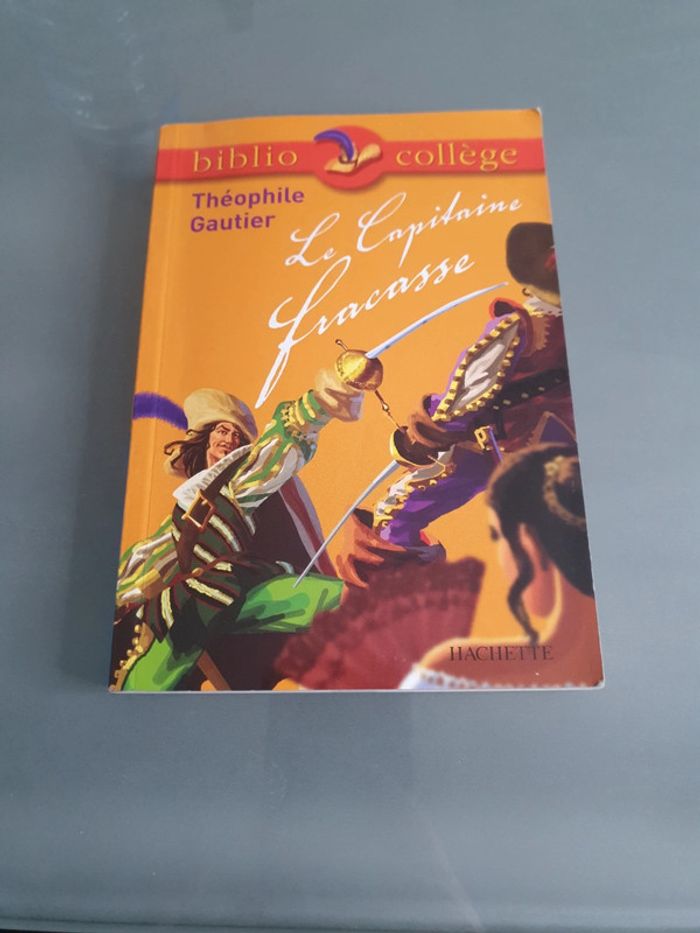 biblio collège
Théophile
Gautier
Le Capitaine
fracasse
HACHETTE